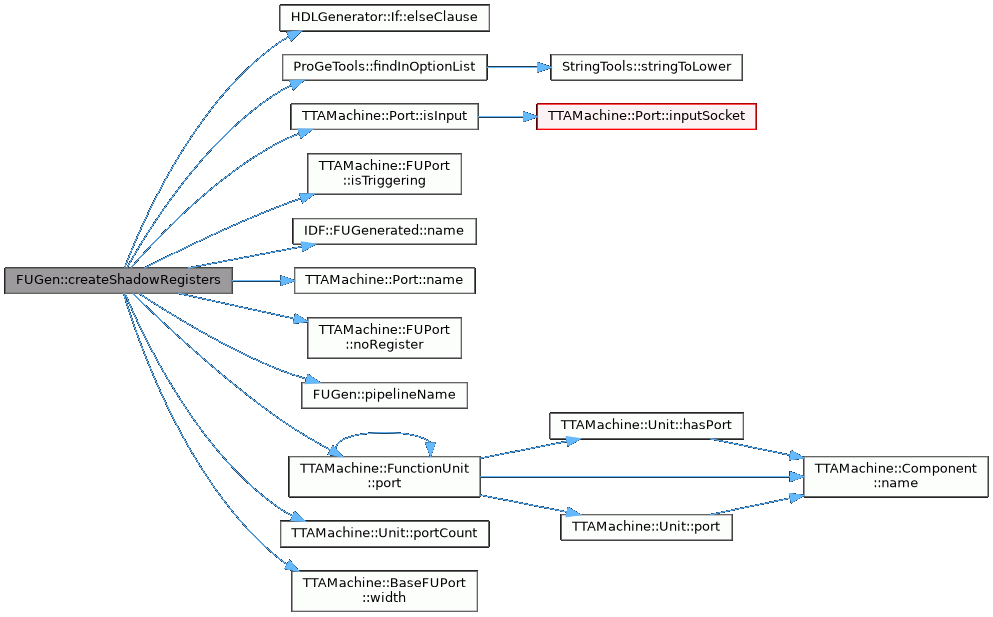 HDLGenerator::If::elseClause
ProGeTools::findInOptionList
StringTools::stringToLower
TTAMachine::Port::isInput
TTAMachine::Port::inputSocket
TTAMachine::FUPort
::isTriggering
IDF::FUGenerated::name
FUGen::createShadowRegisters
TTAMachine::Port::name
TTAMachine::FUPort
::noRegister
FUGen::pipelineName
TTAMachine::Unit::hasPort
TTAMachine::FunctionUnit
::port
TTAMachine::Component
::name
TTAMachine::Unit::port
TTAMachine::Unit::portCount
TTAMachine::BaseFUPort
::width